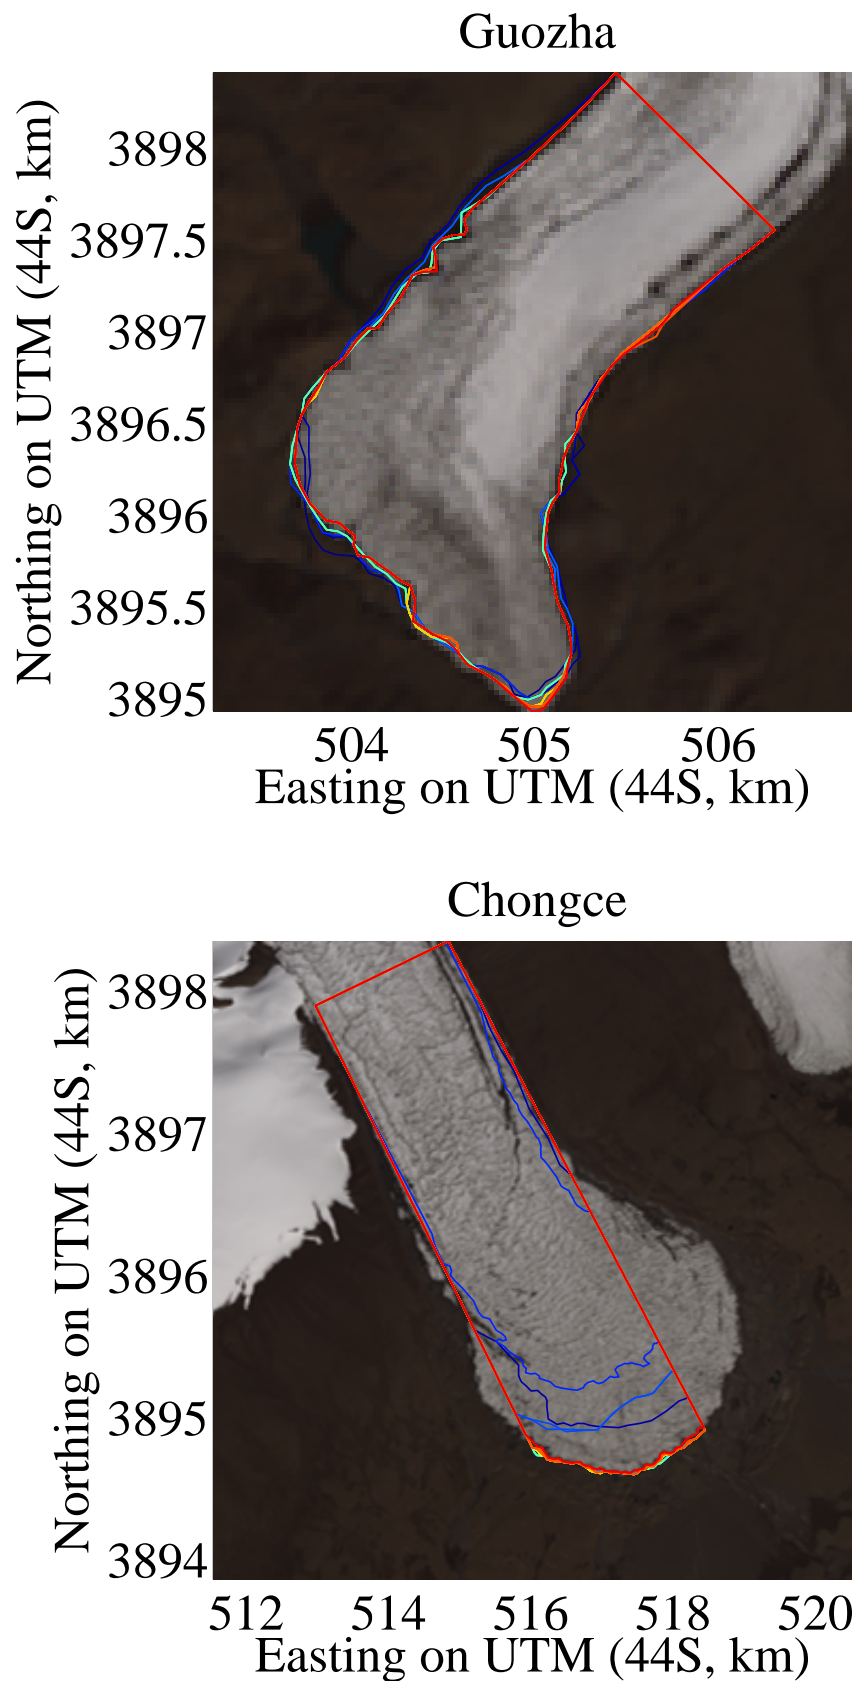 Guozha
Northing on UTM (44S, km)
3898
3897.5
3897
3896.5
3896
3895.5
3895
504 505 506
Easting on UTM (44S, km)
Chongce
Northing on UTM (44S, km)
3898
3897
3896
3895
3894
512 514 516 518 520
Easting on UTM (44S, km)